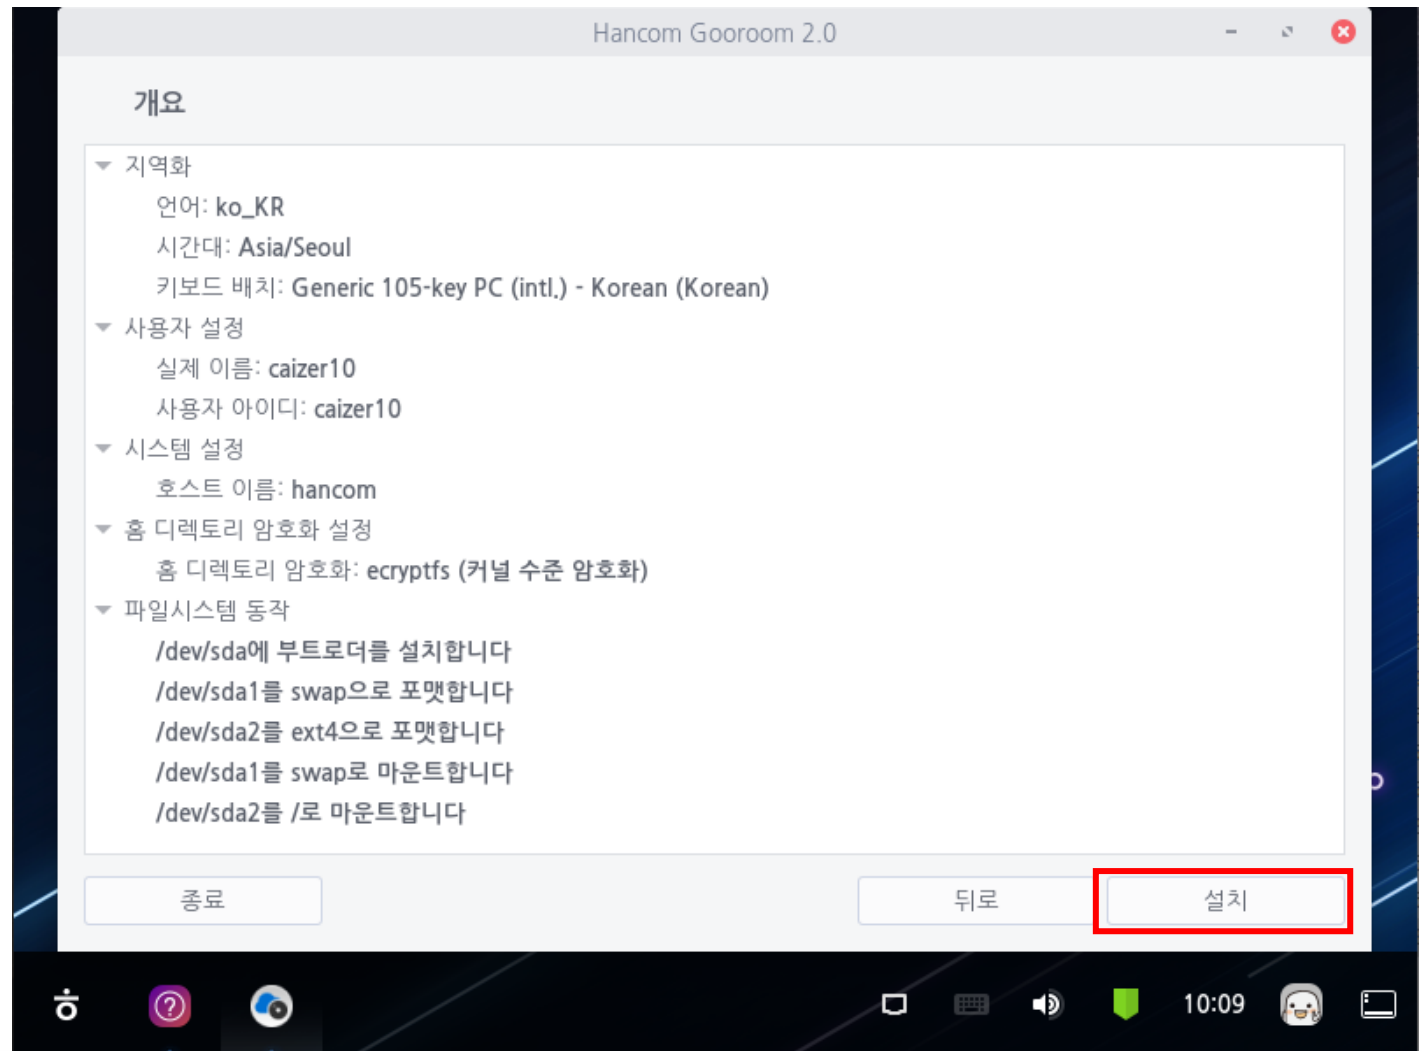 Hancom Gooroom 2.0
개요
지역화
언어: ko_KR
시간대: Asia/Seoul
키보드 배치: Generic 105-key PC (intl.) - Korean (Korean)
사용자 설정
실제 이름: caizer10
사용자 아이디: caizer10
시스템 설정
호스트 이름: hancom
홈 디렉토리 암호화 설정
홈 디렉토리 암호화: ecryptfs (커널 수준 암호화)
파일시스템 동작
/dev/sda에 부트로더를 설치합니다
/dev/sda1를 swap으로 포맷합니다
/dev/sda2를 ext4으로 포맷합니다
/dev/sda1를 swap로 마운트합니다
/dev/sda2를 /로 마운트합니다
종료
뒤로
설치
ㅎ
?
10:09